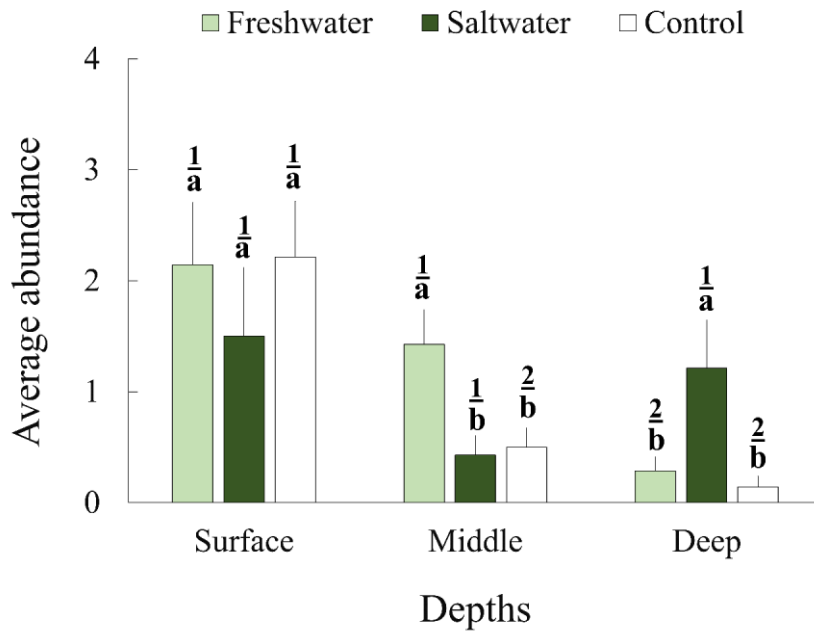 Freshwater Saltwater Control
Average abundance
4
3
2
1
0
1
a
1
a
1
a
1
a
1
b
2
b
2
b
1
a
2
b
Surface Middle Deep
Depths